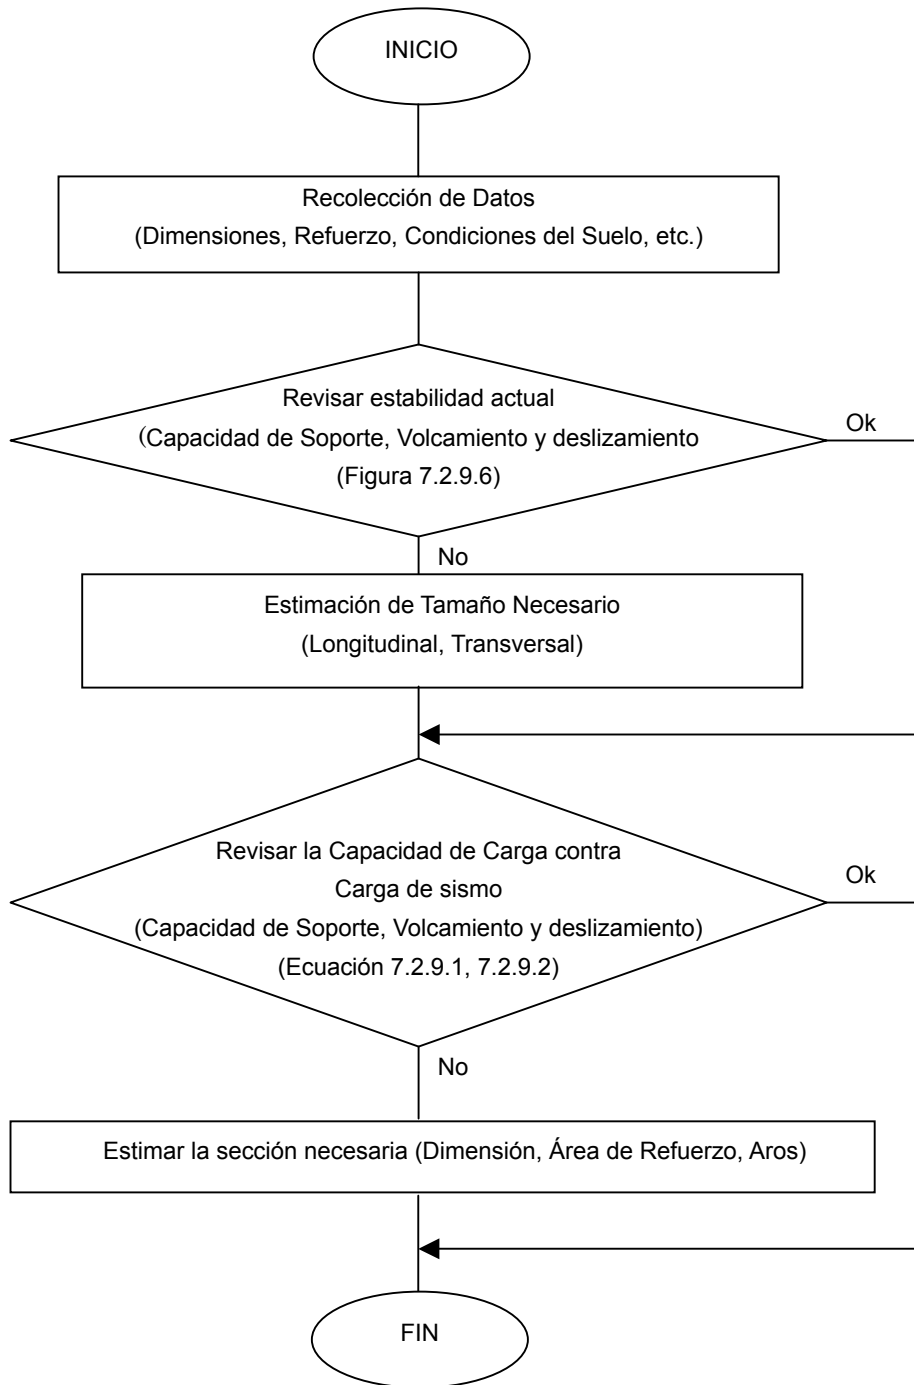 INICIO
Recolección de Datos
(Dimensiones, Refuerzo, Condiciones del Suelo, etc.)
Revisar estabilidad actual
(Capacidad de Soporte, Volcamiento y deslizamiento
(Figura 7.2.9.6)
Ok
No
Estimación de Tamaño Necesario
(Longitudinal, Transversal)
Revisar la Capacidad de Carga contra
Carga de sismo
(Capacidad de Soporte, Volcamiento y deslizamiento)
(Ecuación 7.2.9.1, 7.2.9.2)
Ok
No
Estimar la sección necesaria (Dimensión, Área de Refuerzo, Aros)
FIN